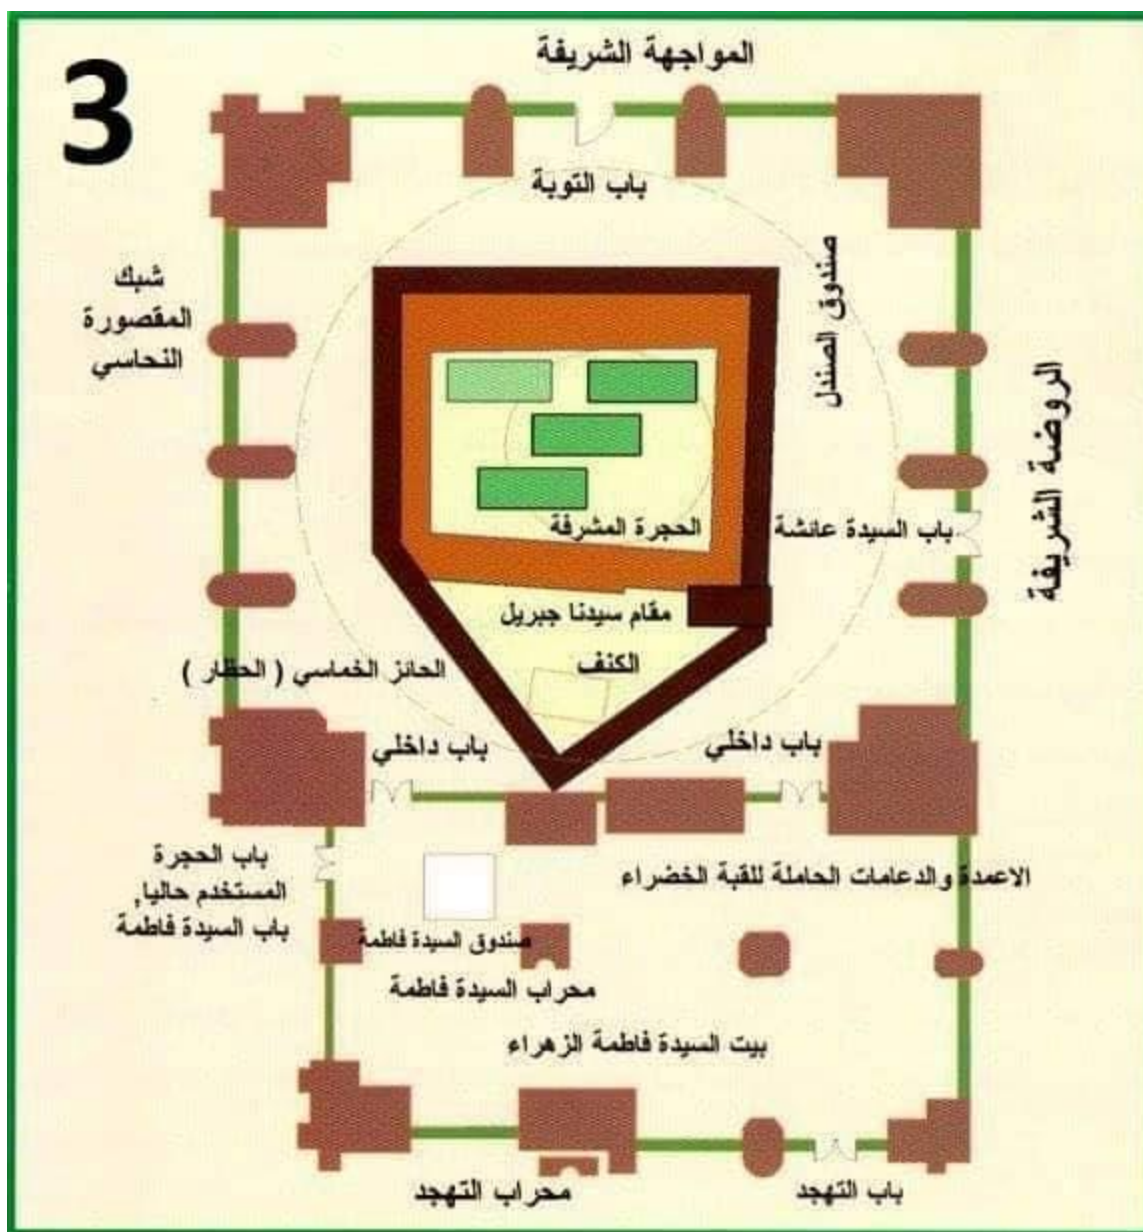 3
المواجهة الشريفة
باب التوبة
صندوق الصندل
شبك
المقصورة
النحاسي
الروضة الشريفة
الحجرة المشرفة
باب السيدة عائشة
مقام سيدنا جبريل
الكنف
الحائز الخماسي ( الحظار )
باب داخلي
باب داخلي
باب الحجرة
المستخدم حاليا,
باب السيدة فاطمة
الاعمدة والدعامات الحاملة للقبة الخضراء
صندوق السيدة فاطمة
محراب السيدة فاطمة
بيت السيدة فاطمة الزهراء
محراب التهجد
باب التهجد